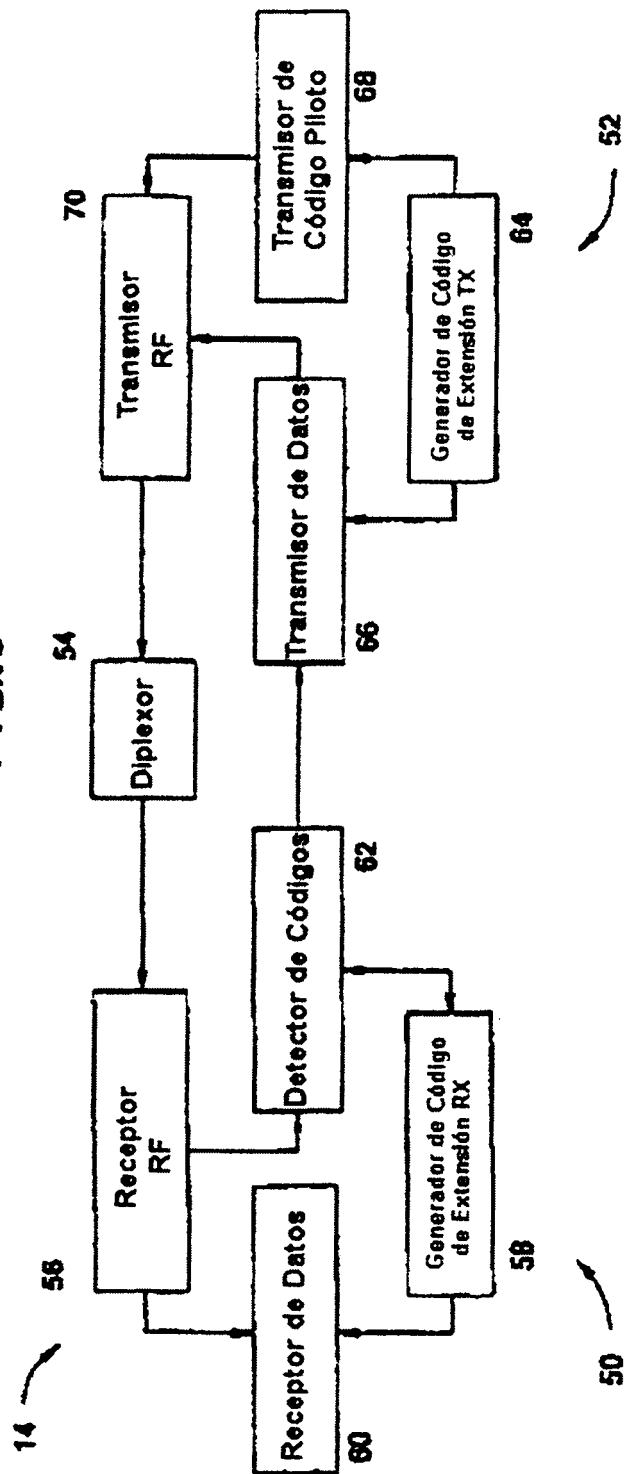 14
56
Receptor
RF
54
Diplexor
70
Transmisor
RF
Receptor de Datos
60
Detector de Códigos
62
Transmisor de Datos
66
Transmisor de
Código Piloto
68
Generador de Código
de Extensión RX
58
Generador de Código
de Extensión TX
64
50
52